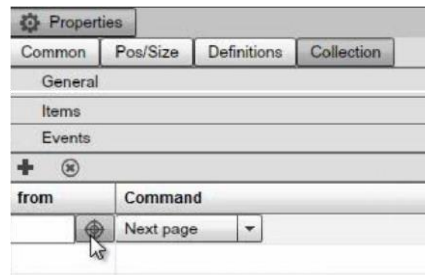 Properties
Common Pos/Size Definitions Collection
General
Items
Events
from Command
Next page